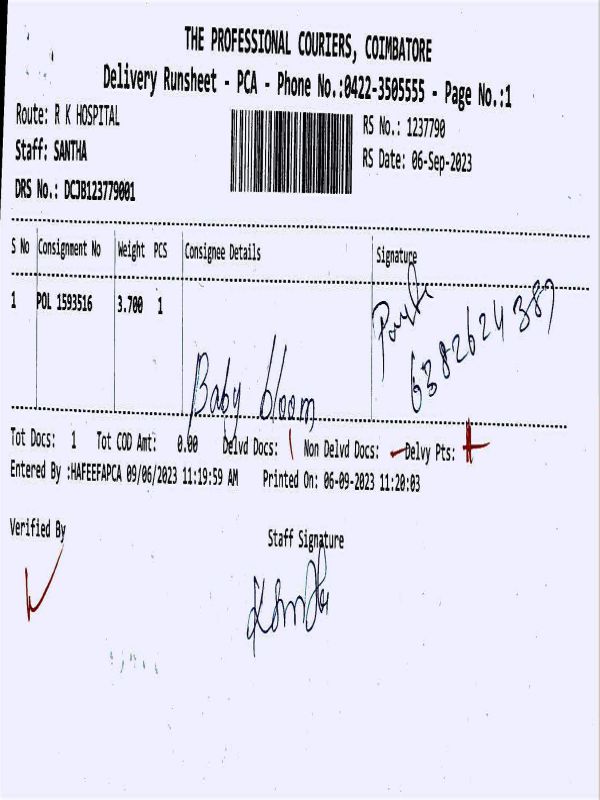 THE PROFESSIONAL COURIERS, COIMBATORE
Delivery Runsheet - PCA - Phone No.:0422-3505555 - Page No.:1
Route: R K HOSPITAL
RS No.: 1237790
Staff: SANTHA
RS Date: 06-Sep-2023
DRS No.: DCJB123779001
S No Consignment No Weight PCS Consignee Details Signature
1 POL 1593516 3.700 1
6382624387
Baby bloom
Tot Docs: 1 Tot COD Amt: 0.00 Delvd Docs: 1 Non Delvd Docs: - Delvy Pts:
Entered By :HAFEEFAPCA 09/06/2023 11:19:59 AM Printed On: 06-09-2023 11:20:03
Verified By
Staff Signature